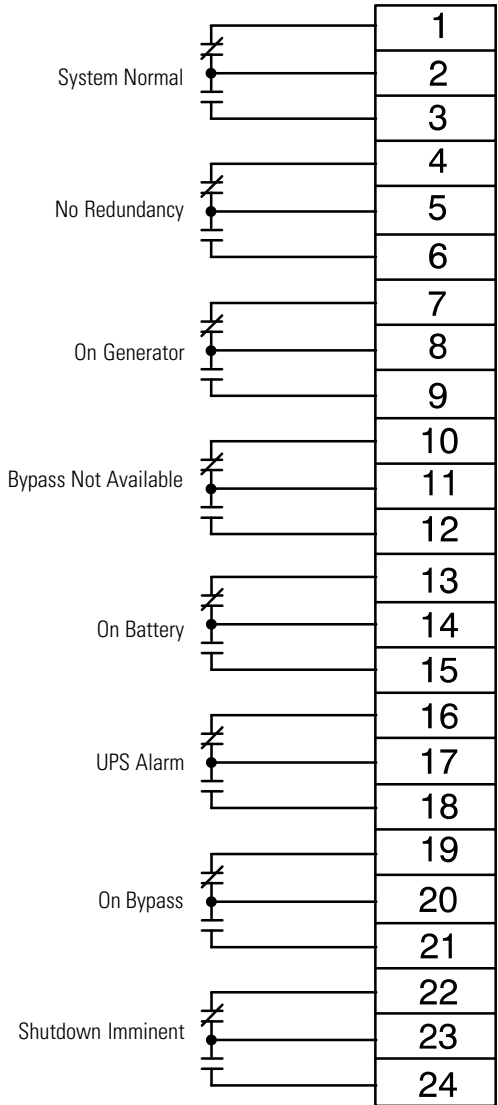 1
System Normal 2
3
4
No Redundancy 5
6
7
On Generator 8
9
10
Bypass Not Available 11
12
13
On Battery 14
15
16
UPS Alarm 17
18
19
On Bypass 20
21
22
Shutdown Imminent 23
24